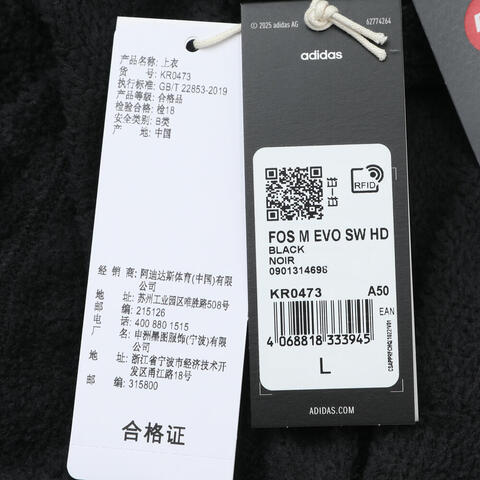 产品名称: 上衣
货 号: KR0473
执行标准: GB/T 22853-2019
产品等级: 合格品
检验合格: 检18
安全类别: B类
产 地: 中国
经 销 商: 阿迪达斯体育(中国)有限公司
地 址: 苏州工业园区唯胜路508号
邮 编: 215126
电 话: 400 880 1515
厂 名: 申洲墨图服饰(宁波)有限公司
地 址: 浙江省宁波市经济技术开发区甬江路18号
邮 编: 315800
合格证
© 2025 adidas AG
62774264
adidas
RFID
FOS M EVO SW HD
BLACK
NOIR
0901314696
KR0473 A50
EAN
4 068818 333945
L
ADIDAS.COM